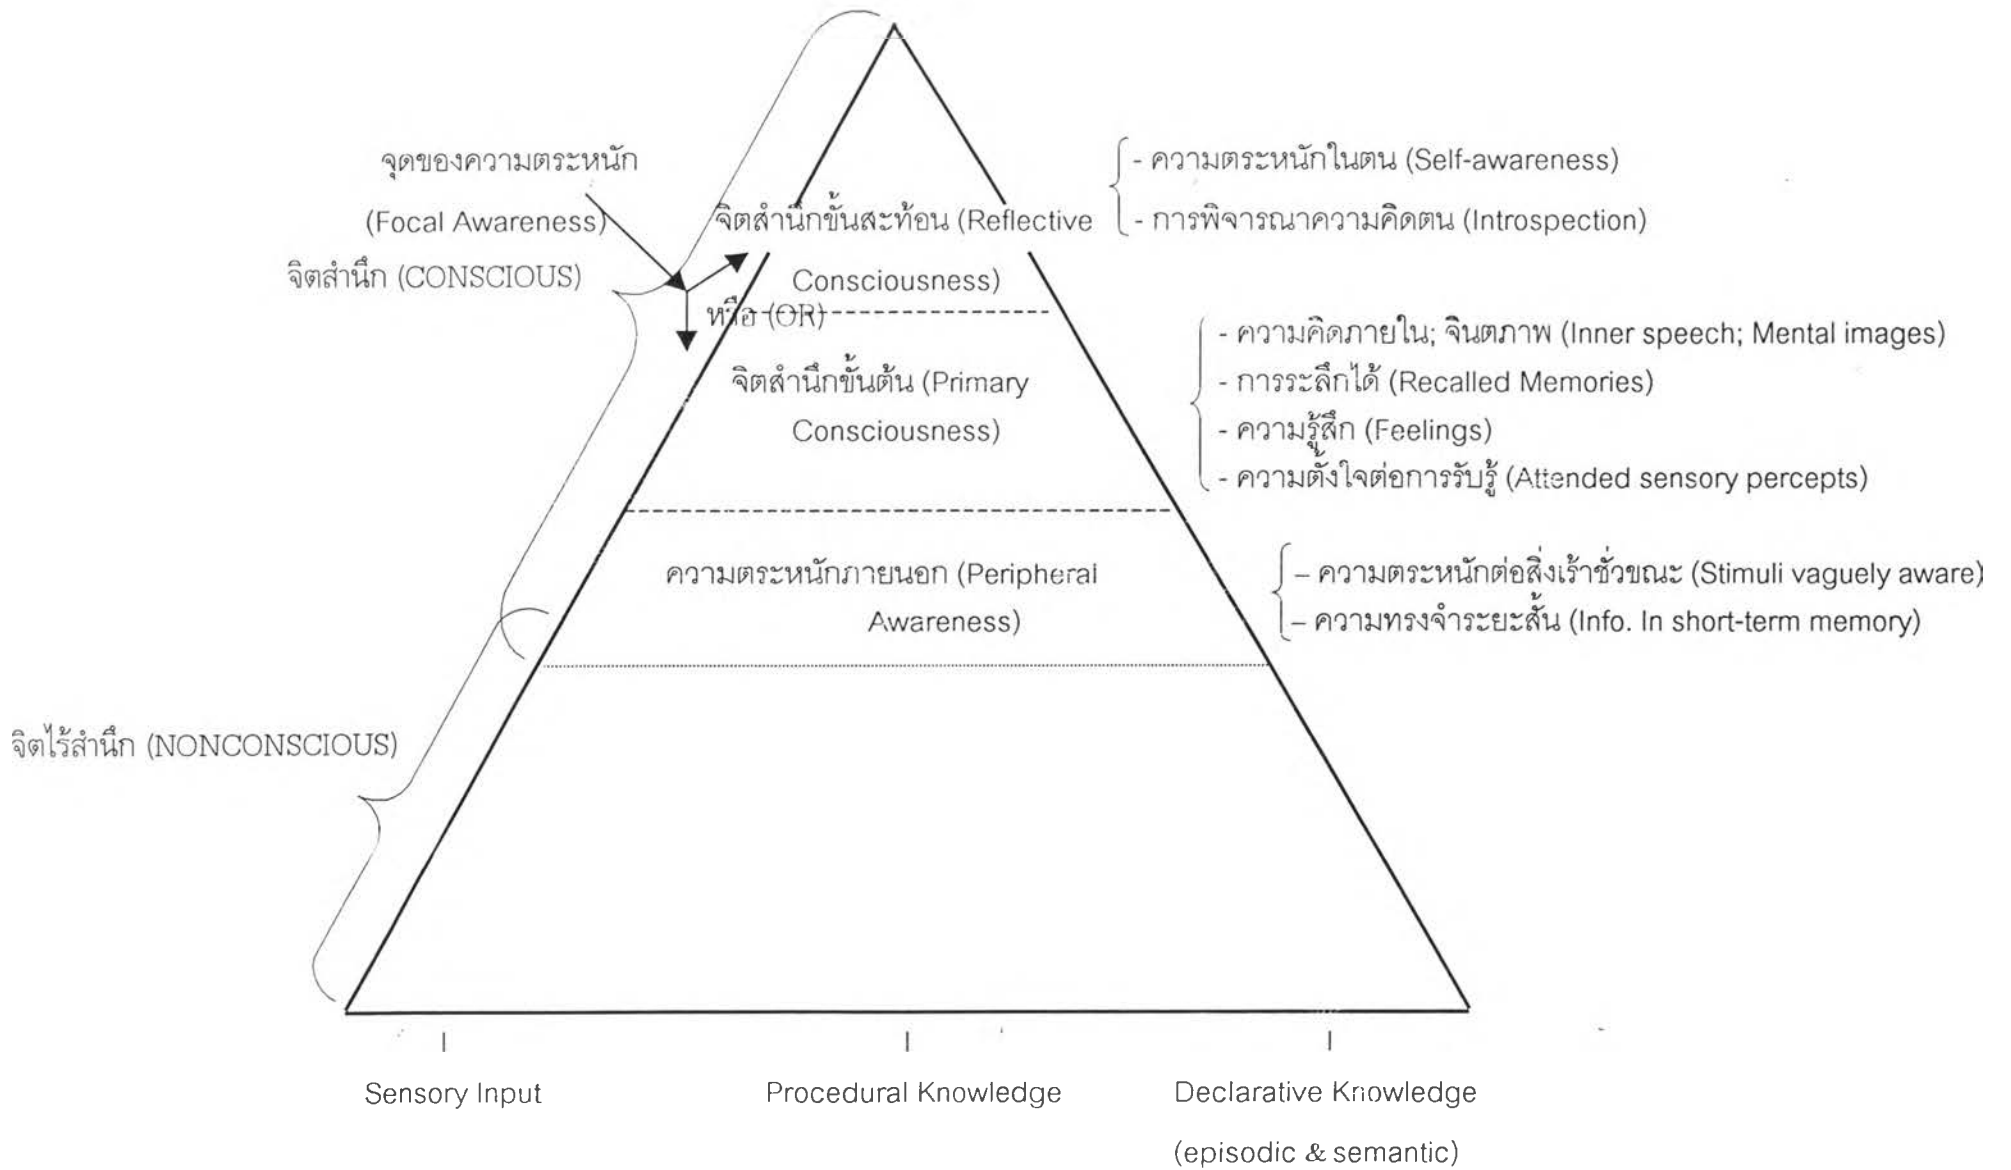 จุดของความตระหนัก
(Focal Awareness)
จิตสำนึก (CONSCIOUS)
หรือ (OR)
จิตสำนึกขั้นสะท้อน (Reflective
Consciousness)
- ความตระหนักในตน (Self-awareness)
- การพิจารณาความคิดตน (Introspection)
จิตสำนึกขั้นต้น (Primary
Consciousness)
- ความคิดภายใน; จินตภาพ (Inner speech; Mental images)
- การระลึกได้ (Recalled Memories)
- ความรู้สึก (Feelings)
- ความตั้งใจต่อการรับรู้ (Attended sensory percepts)
ความตระหนักภายนอก (Peripheral
Awareness)
– ความตระหนักต่อสิ่งเร้าชั่วขณะ (Stimuli vaguely aware)
– ความทรงจำระยะสั้น (Info. In short-term memory)
จิตไร้สำนึก (NONCONSCIOUS)
Sensory Input
Procedural Knowledge
Declarative Knowledge
(episodic & semantic)